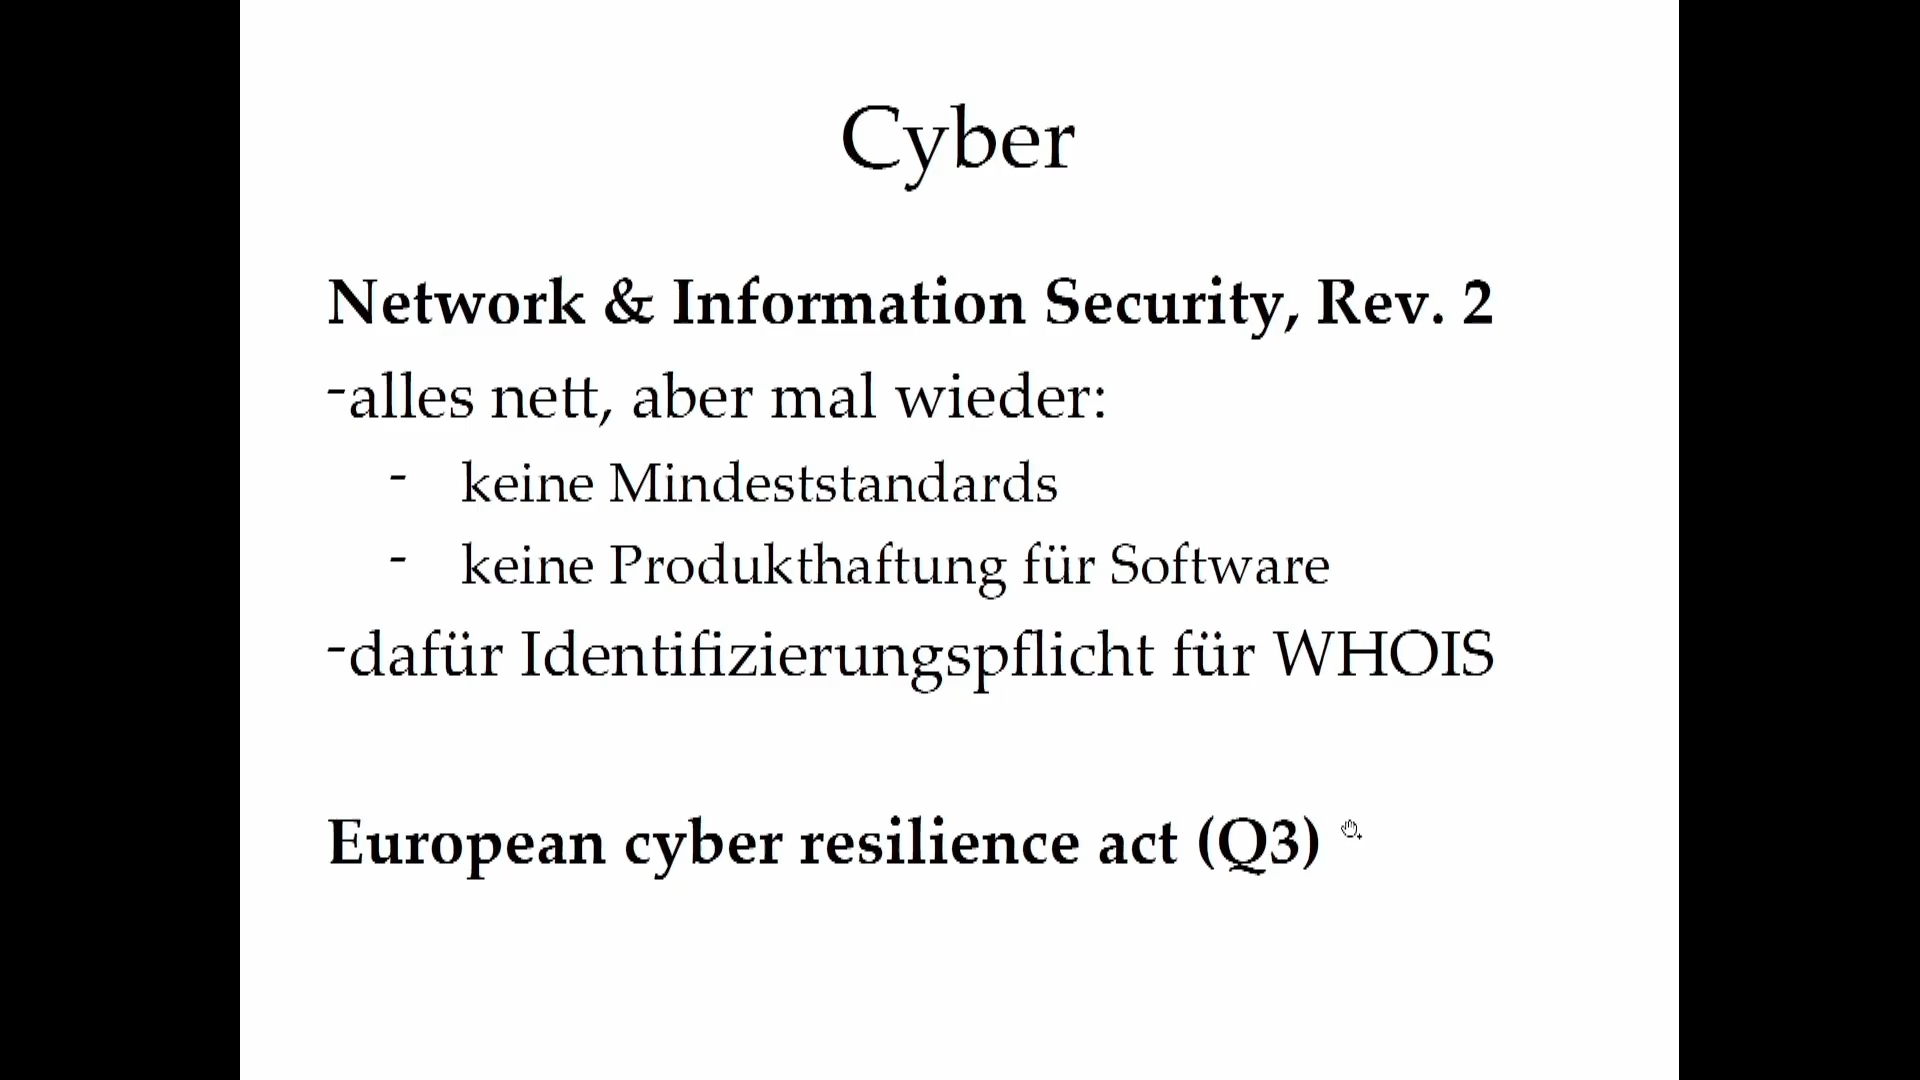 Cyber
Network & Information Security, Rev. 2
-alles nett, aber mal wieder:
- keine Mindeststandards
- keine Produkthaftung für Software
-dafür Identifizierungspflicht für WHOIS
European cyber resilience act (Q3)